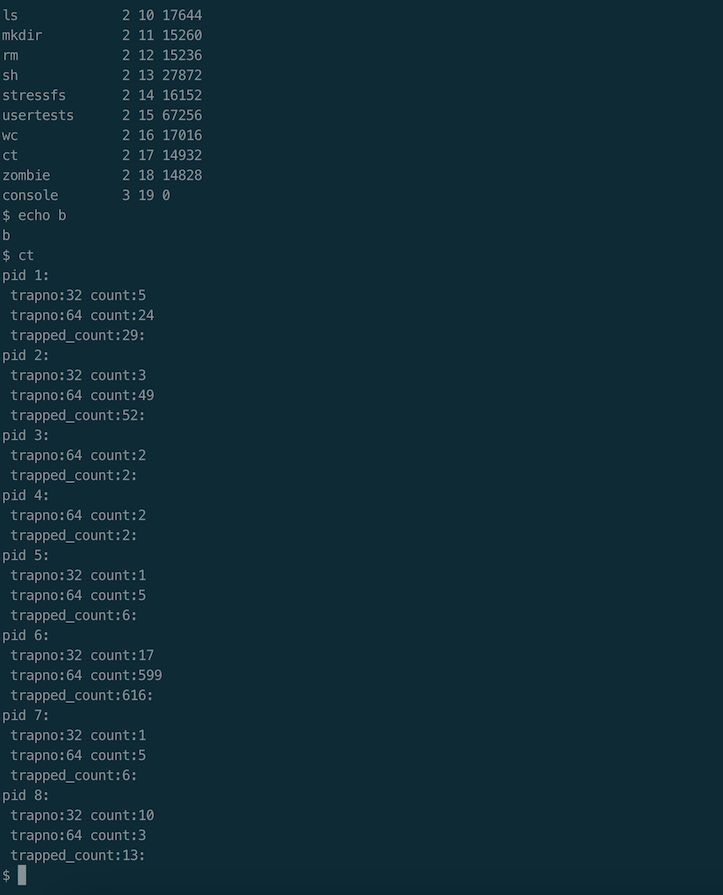 ls             2 10 17644
mkdir          2 11 15260
rm             2 12 15236
sh             2 13 27872
stressfs       2 14 16152
usertests      2 15 67256
wc             2 16 17016
ct             2 17 14932
zombie         2 18 14828
console        3 19 0
$ echo b
b
$ ct
pid 1:
 trapno:32 count:5
 trapno:64 count:24
 trapped_count:29:
pid 2:
 trapno:32 count:3
 trapno:64 count:49
 trapped_count:52:
pid 3:
 trapno:64 count:2
 trapped_count:2:
pid 4:
 trapno:64 count:2
 trapped_count:2:
pid 5:
 trapno:32 count:1
 trapno:64 count:5
 trapped_count:6:
pid 6:
 trapno:32 count:17
 trapno:64 count:599
 trapped_count:616:
pid 7:
 trapno:32 count:1
 trapno:64 count:5
 trapped_count:6:
pid 8:
 trapno:32 count:10
 trapno:64 count:3
 trapped_count:13:
$